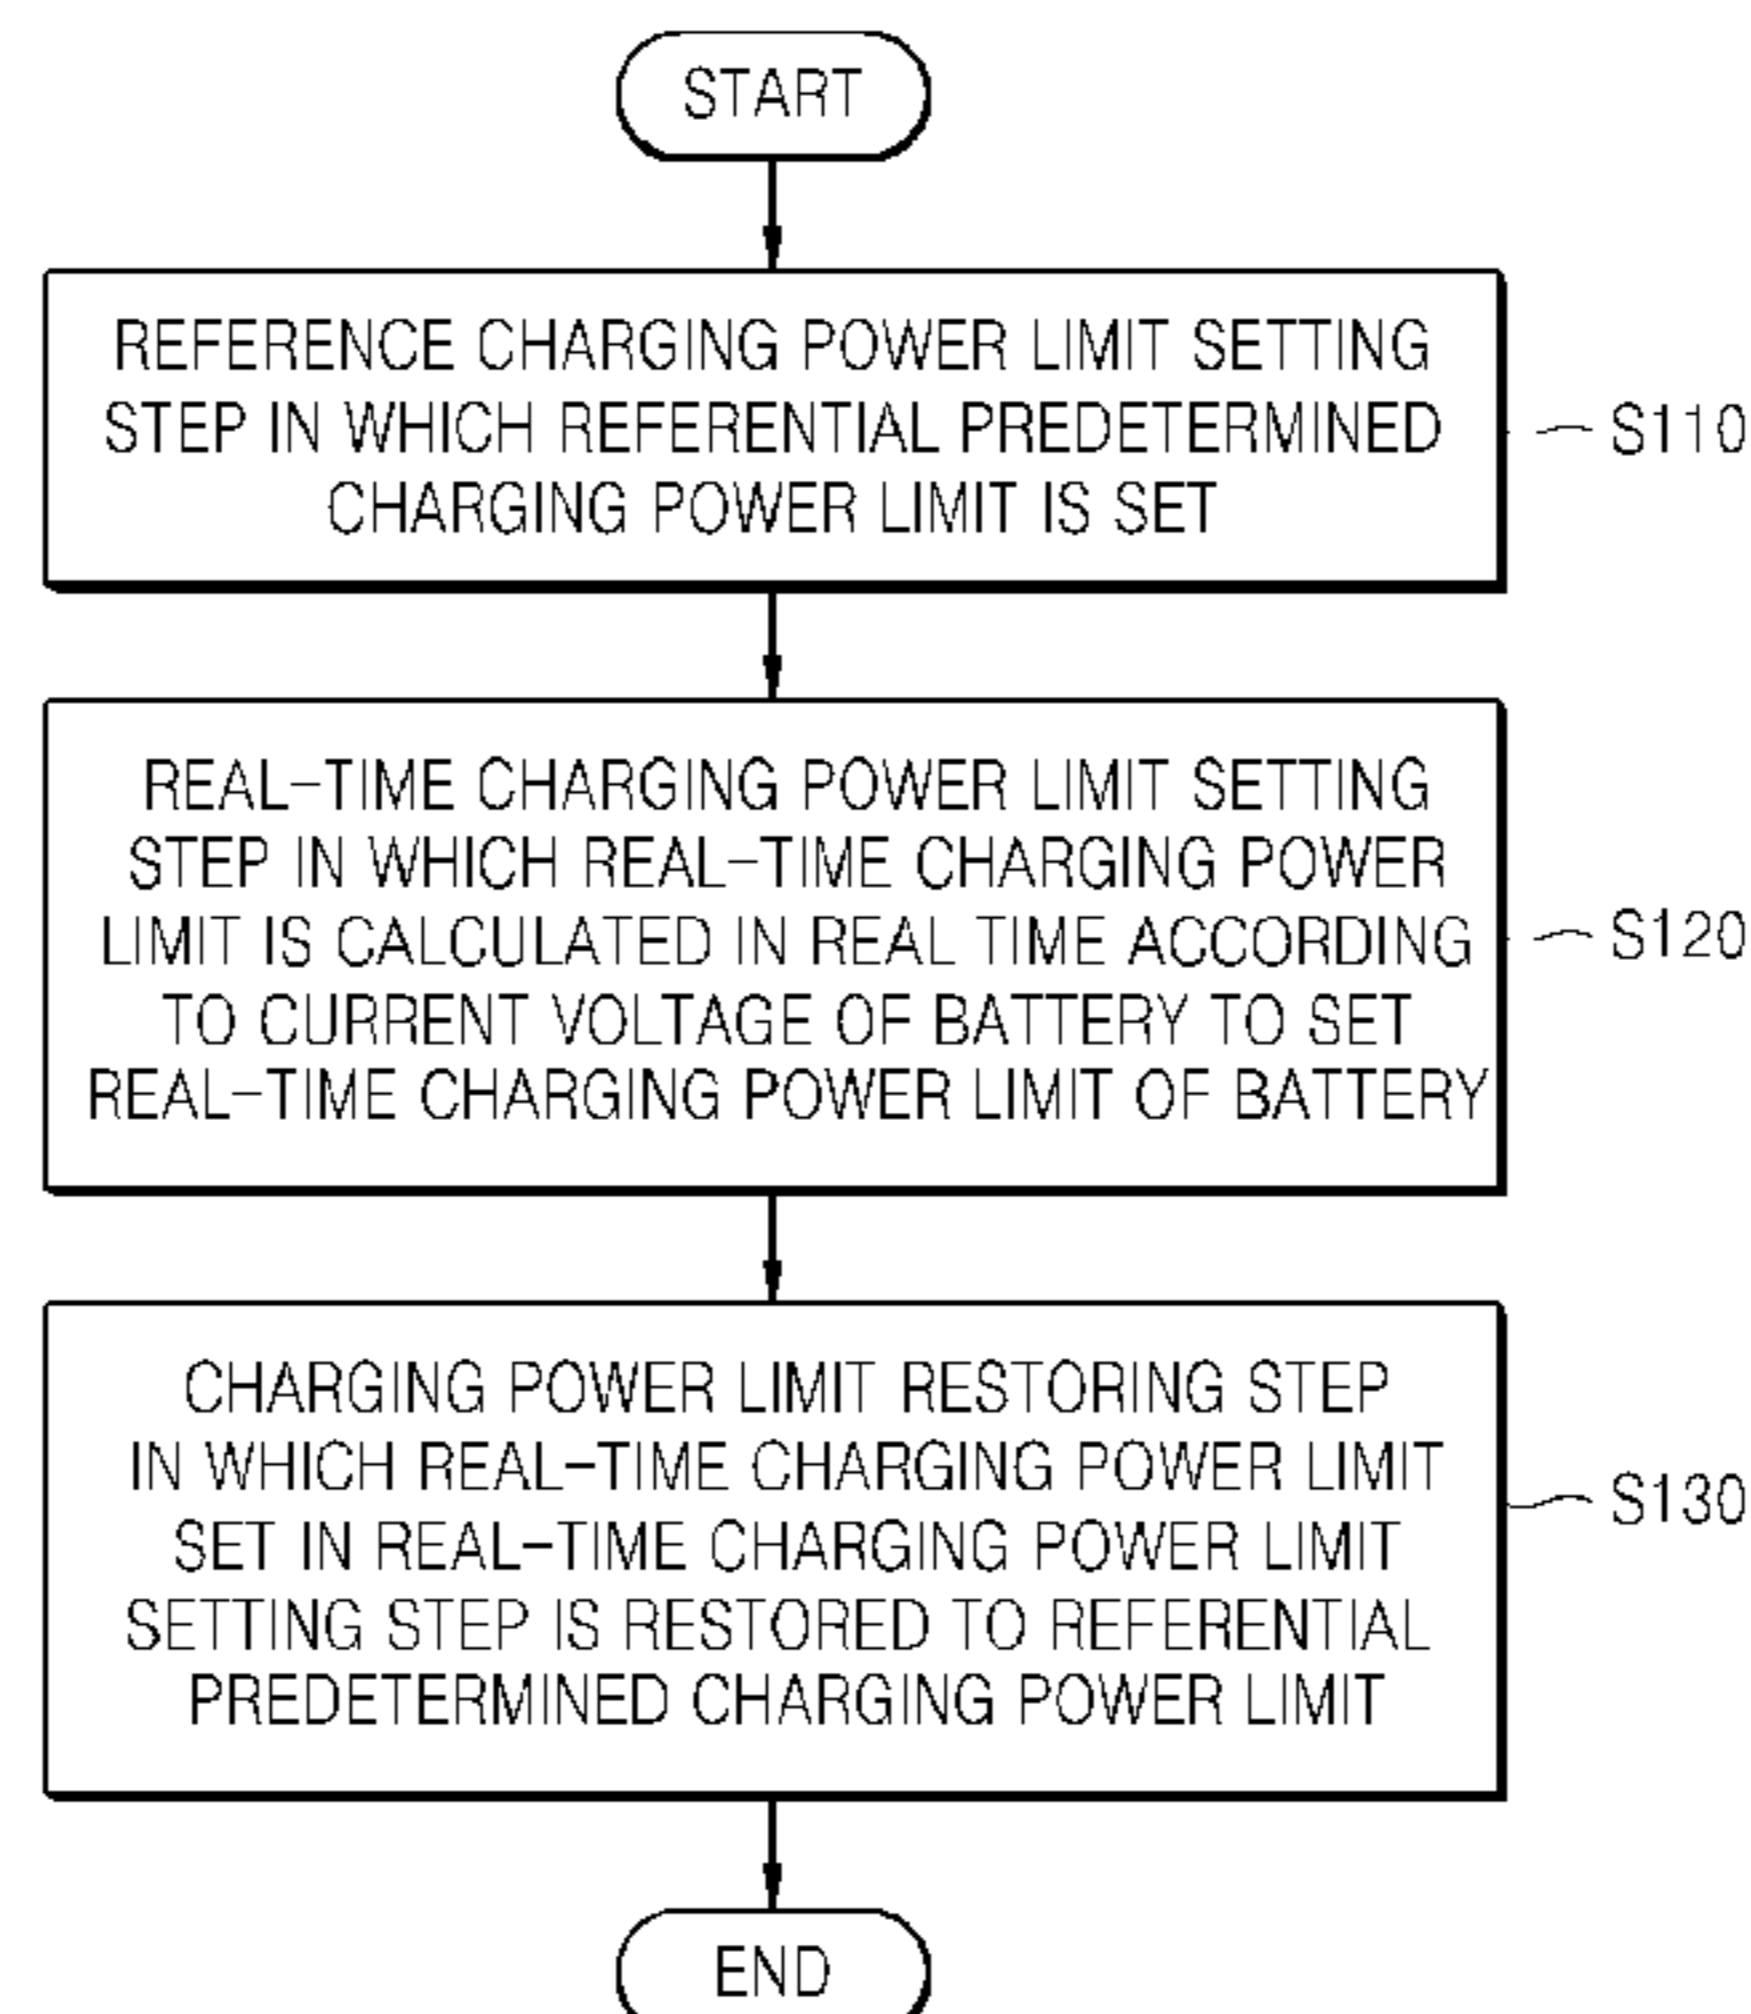 START
REFERENCE CHARGING POWER LIMIT SETTING
STEP IN WHICH REFERENTIAL PREDETERMINED
CHARGING POWER LIMIT IS SET
S110
REAL-TIME CHARGING POWER LIMIT SETTING
STEP IN WHICH REAL-TIME CHARGING POWER
LIMIT IS CALCULATED IN REAL TIME ACCORDING
TO CURRENT VOLTAGE OF BATTERY TO SET
REAL-TIME CHARGING POWER LIMIT OF BATTERY
S120
CHARGING POWER LIMIT RESTORING STEP
IN WHICH REAL-TIME CHARGING POWER LIMIT
SET IN REAL-TIME CHARGING POWER LIMIT
SETTING STEP IS RESTORED TO REFERENTIAL
PREDETERMINED CHARGING POWER LIMIT
S130
END